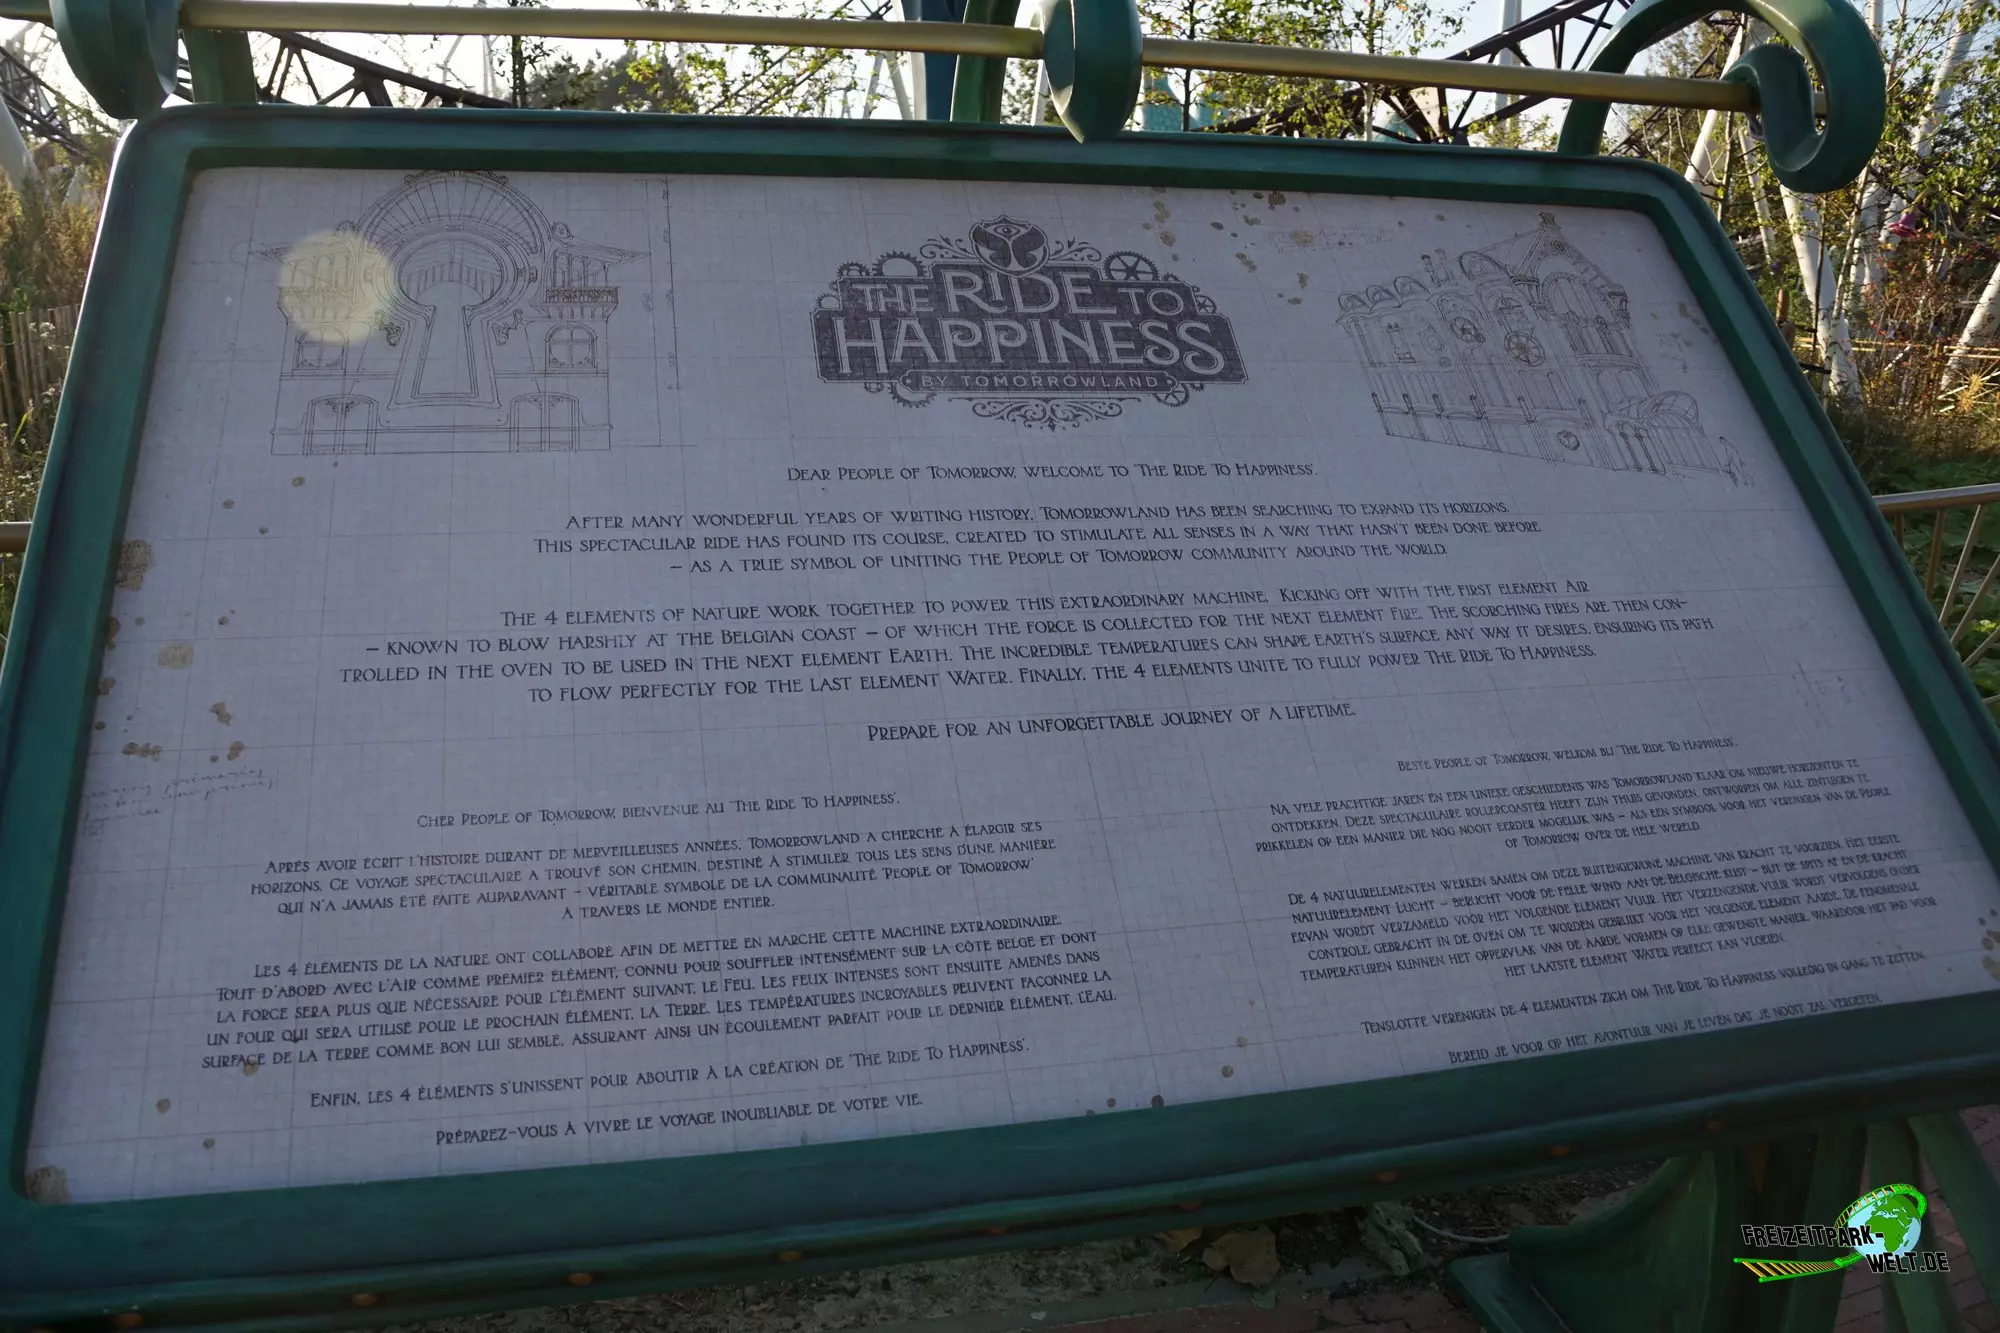 THE RIDE TO
HAPPINESS
BY TOMORROWLAND
DEAR PEOPLE OF TOMORROW, WELCOME TO 'THE RIDE TO HAPPINESS'.
AFTER MANY WONDERFUL YEARS OF WRITING HISTORY, TOMORROWLAND HAS BEEN SEARCHING TO EXPAND ITS HORIZONS.
THIS SPECTACULAR RIDE HAS FOUND ITS COURSE, CREATED TO STIMULATE ALL SENSES IN A WAY THAT HASN'T BEEN DONE BEFORE
– AS A TRUE SYMBOL OF UNITING THE PEOPLE OF TOMORROW COMMUNITY AROUND THE WORLD.
THE 4 ELEMENTS OF NATURE WORK TOGETHER TO POWER THIS EXTRAORDINARY MACHINE. KICKING OFF WITH THE FIRST ELEMENT AIR
– KNOWN TO BLOW HARSHLY AT THE BELGIAN COAST – OF WHICH THE FORCE IS COLLECTED FOR THE NEXT ELEMENT FIRE. THE SCORCHING FIRES ARE THEN CON-
TROLLED IN THE OVEN TO BE USED IN THE NEXT ELEMENT EARTH. THE INCREDIBLE TEMPERATURES CAN SHAPE EARTH'S SURFACE ANY WAY IT DESIRES, ENSURING ITS PATH
TO FLOW PERFECTLY FOR THE LAST ELEMENT WATER. FINALLY, THE 4 ELEMENTS UNITE TO FULLY POWER THE RIDE TO HAPPINESS.
PREPARE FOR AN UNFORGETTABLE JOURNEY OF A LIFETIME.
CHER PEOPLE OF TOMORROW, BIENVENUE AU 'THE RIDE TO HAPPINESS'.
APRÈS AVOIR ÉCRIT L'HISTOIRE DURANT DE MERVEILLEUSES ANNÉES, TOMORROWLAND A CHERCHÉ À ÉLARGIR SES
HORIZONS. CE VOYAGE SPECTACULAIRE A TROUVÉ SON CHEMIN, DESTINÉ À STIMULER TOUS LES SENS D'UNE MANIÈRE
QUI N'A JAMAIS ÉTÉ FAITE AUPARAVANT – VÉRITABLE SYMBOLE DE LA COMMUNAUTÉ 'PEOPLE OF TOMORROW'
À TRAVERS LE MONDE ENTIER.
LES 4 ÉLÉMENTS DE LA NATURE ONT COLLABORÉ AFIN DE METTRE EN MARCHE CETTE MACHINE EXTRAORDINAIRE.
TOUT D'ABORD AVEC L'AIR COMME PREMIER ÉLÉMENT, CONNU POUR SOUFFLER INTENSÉMENT SUR LA CÔTE BELGE ET DONT
LA FORCE SERA PLUS QUE NÉCESSAIRE POUR L'ÉLÉMENT SUIVANT, LE FEU. LES FEUX INTENSES SONT ENSUITE AMENÉS DANS
UN FOUR QUI SERA UTILISÉ POUR LE PROCHAIN ÉLÉMENT, LA TERRE. LES TEMPÉRATURES INCROYABLES PEUVENT FAÇONNER LA
SURFACE DE LA TERRE COMME BON LUI SEMBLE, ASSURANT AINSI UN ÉCOULEMENT PARFAIT POUR LE DERNIER ÉLÉMENT, L'EAU.
ENFIN, LES 4 ÉLÉMENTS S'UNISSENT POUR ABOUTIR À LA CRÉATION DE 'THE RIDE TO HAPPINESS'.
PRÉPAREZ-VOUS À VIVRE LE VOYAGE INOUBLIABLE DE VOTRE VIE.
BESTE PEOPLE OF TOMORROW, WELKOM BIJ 'THE RIDE TO HAPPINESS'.
NA VELE PRACHTIGE JAREN EN EEN UNIEKE GESCHIEDENIS WAS TOMORROWLAND KLAAR OM NIEUWE HORIZONTEN TE
ONTDEKKEN. DEZE SPECTACULAIRE ROLLERCOASTER HEEFT ZIJN THUIS GEVONDEN, ONTWORPEN OM ALLE ZINTUIGEN TE
PRIKKELEN OP EEN MANIER DIE NOG NOOIT EERDER MOGELIJK WAS – ALS EEN SYMBOOL VOOR HET VERENIGEN VAN DE PEOPLE
OF TOMORROW OVER DE HELE WERELD.
DE 4 NATUURELEMENTEN WERKEN SAMEN OM DEZE BUITENGEWONE MACHINE VAN KRACHT TE VOORZIEN. HET EERSTE
NATUURELEMENT LUCHT – BERUCHT VOOR DE FELLE WIND AAN DE BELGISCHE KUST – BIJT DE SPITS AF EN DE KRACHT
ERVAN WORDT VERZAMELD VOOR HET VOLGENDE ELEMENT VUUR. HET VERZENGENDE VUUR WORDT VERVOLGENS ONDER
CONTROLE GEBRACHT IN DE OVEN OM TE WORDEN GEBRUIKT VOOR HET VOLGENDE ELEMENT AARDE. DE FENOMENALE
TEMPERATUREN KUNNEN HET OPPERVLAK VAN DE AARDE VORMEN OP ELKE GEWENSTE MANIER, WAARDOOR HET PAD VOOR
HET LAATSTE ELEMENT WATER PERFECT KAN VLOEIEN.
TENSLOTTE VERENIGEN DE 4 ELEMENTEN ZICH OM THE RIDE TO HAPPINESS VOLLEDIG IN GANG TE ZETTEN.
BEREID JE VOOR OP HET AVONTUUR VAN JE LEVEN DAT JE NOOIT ZAL VERGETEN.
FREIZEITPARK-
WELT.DE